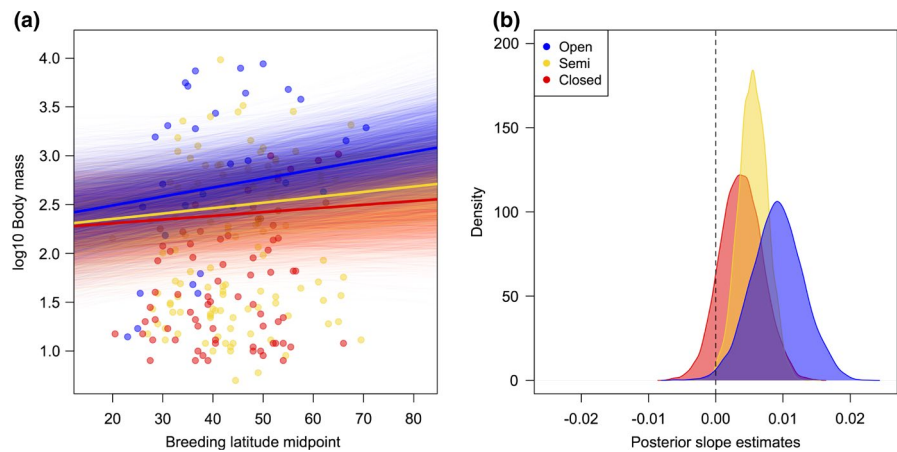 (a)
log10 Body mass
4.0
3.5
3.0
2.5
2.0
1.5
1.0
20 30 40 50 60 70 80
Breeding latitude midpoint
(b)
Open
Semi
Closed
Density
200
150
100
50
0
-0.02 -0.01 0.00 0.01 0.02
Posterior slope estimates